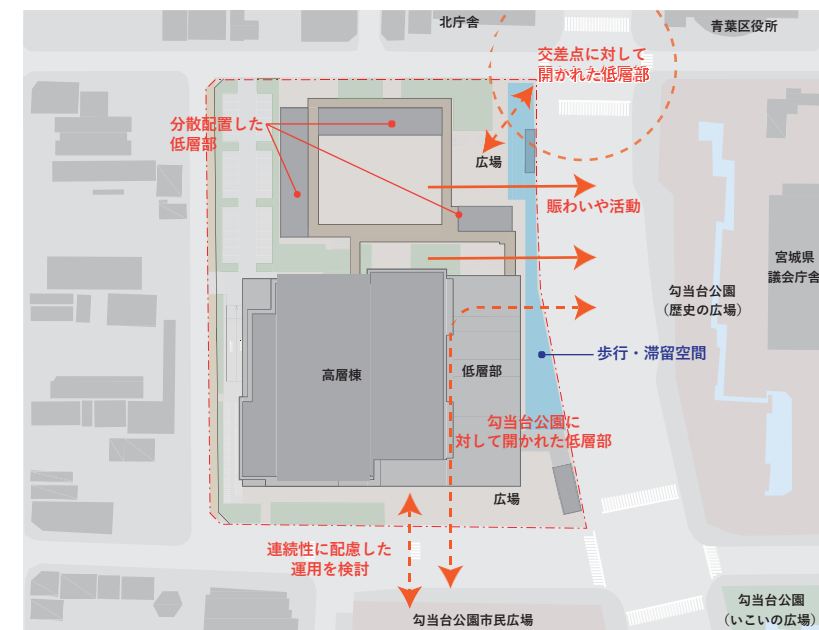 北庁舎
青葉区役所
交差点に対して
開かれた低層部
分散配置した
低層部
広場
賑わいや活動
宮城県
議会庁舎
勾当台公園
（歴史の広場）
歩行・滞留空間
高層棟
低層部
勾当台公園に
対して開かれた低層部
広場
連続性に配慮した
運用を検討
勾当台公園市民広場
勾当台公園
（いこいの広場）